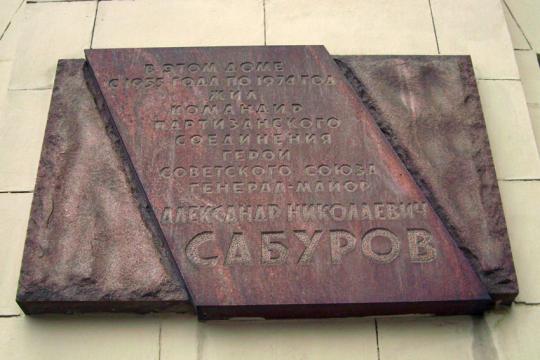 В ЭТОМ ДОМЕ
С 1955 ГОДА ПО 1974 ГОД
ЖИЛ
КОМАНДИР
ПАРТИЗАНСКОГО
СОЕДИНЕНИЯ
ГЕРОЙ
СОВЕТСКОГО СОЮЗА
ГЕНЕРАЛ-МАЙОР
АЛЕКСАНДР НИКОЛАЕВИЧ
САБУРОВ